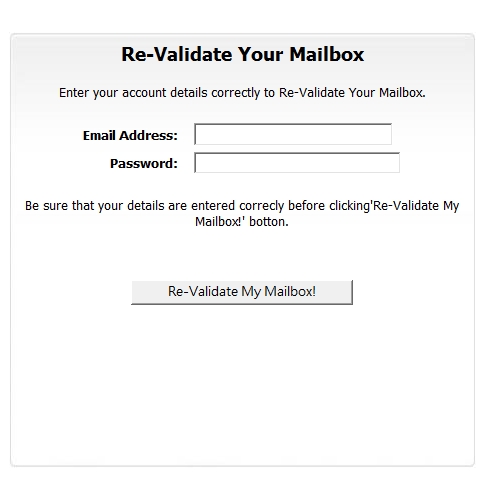 Re-Validate Your Mailbox
Enter your account details correctly to Re-Validate Your Mailbox.
Email Address:
Password:
Be sure that your details are entered correcly before clicking'Re-Validate My
Mailbox!' botton.
Re-Validate My Mailbox!